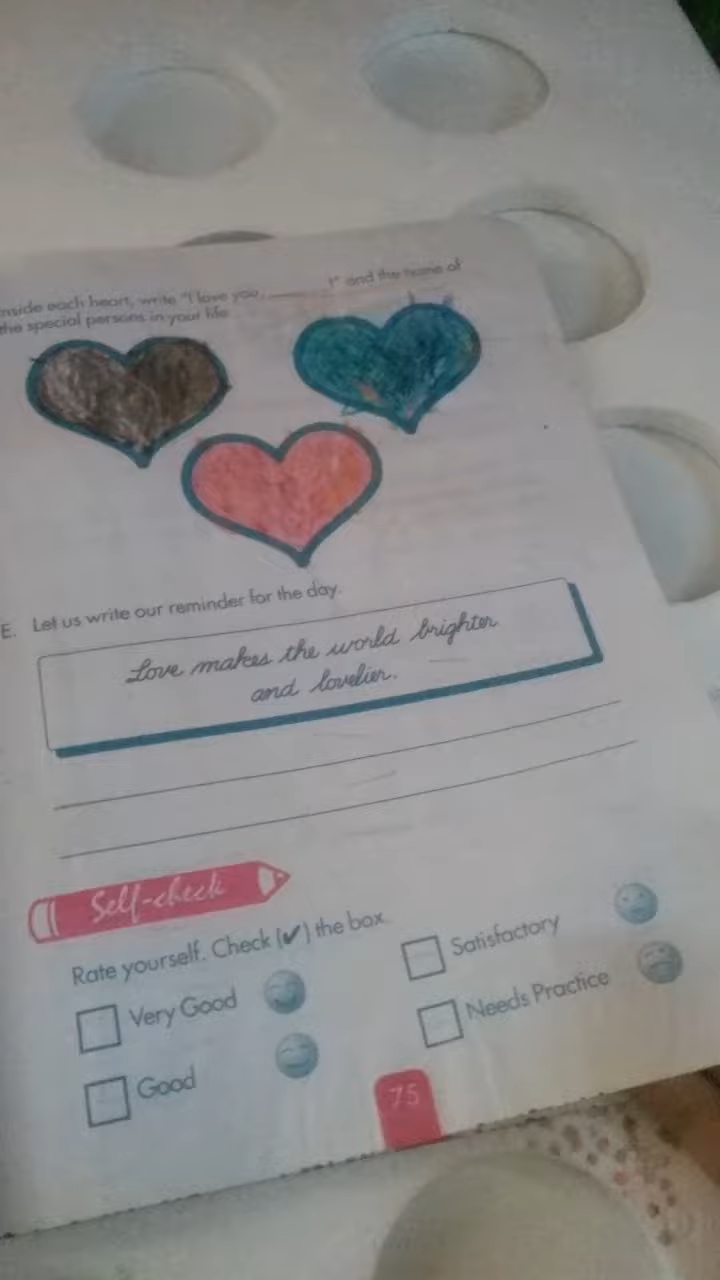 nside each heart, write "I love you, ________!" and the name of
the special persons in your life.
E. Let us write our reminder for the day.
Love makes the world brighter
and lovelier.
Self-check
Rate yourself. Check (✔) the box.
Very Good
Satisfactory
Good
Needs Practice
75